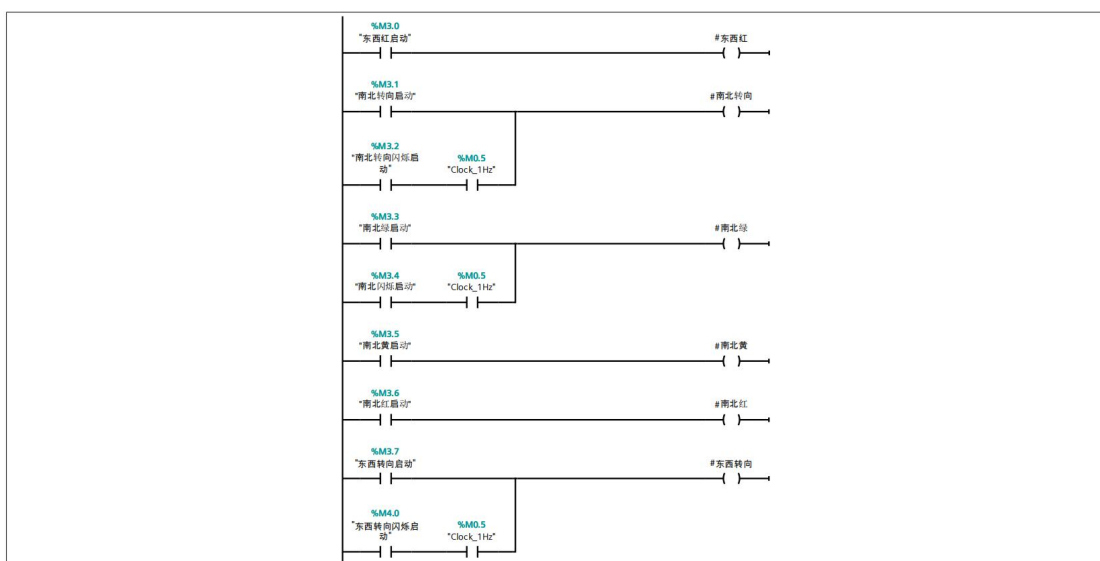 %M3.0
"东西红启动" #东西红
%M3.1
"南北转向启动" #南北转向
%M3.2
"南北转向闪烁启 %M0.5
动" "Clock_1Hz"
%M3.3
"南北绿启动" #南北绿
%M3.4 %M0.5
"南北闪烁启动" "Clock_1Hz"
%M3.5
"南北黄启动" #南北黄
%M3.6
"南北红启动" #南北红
%M3.7
"东西转向启动" #东西转向
%M4.0
"东西转向闪烁启 %M0.5
动" "Clock_1Hz"